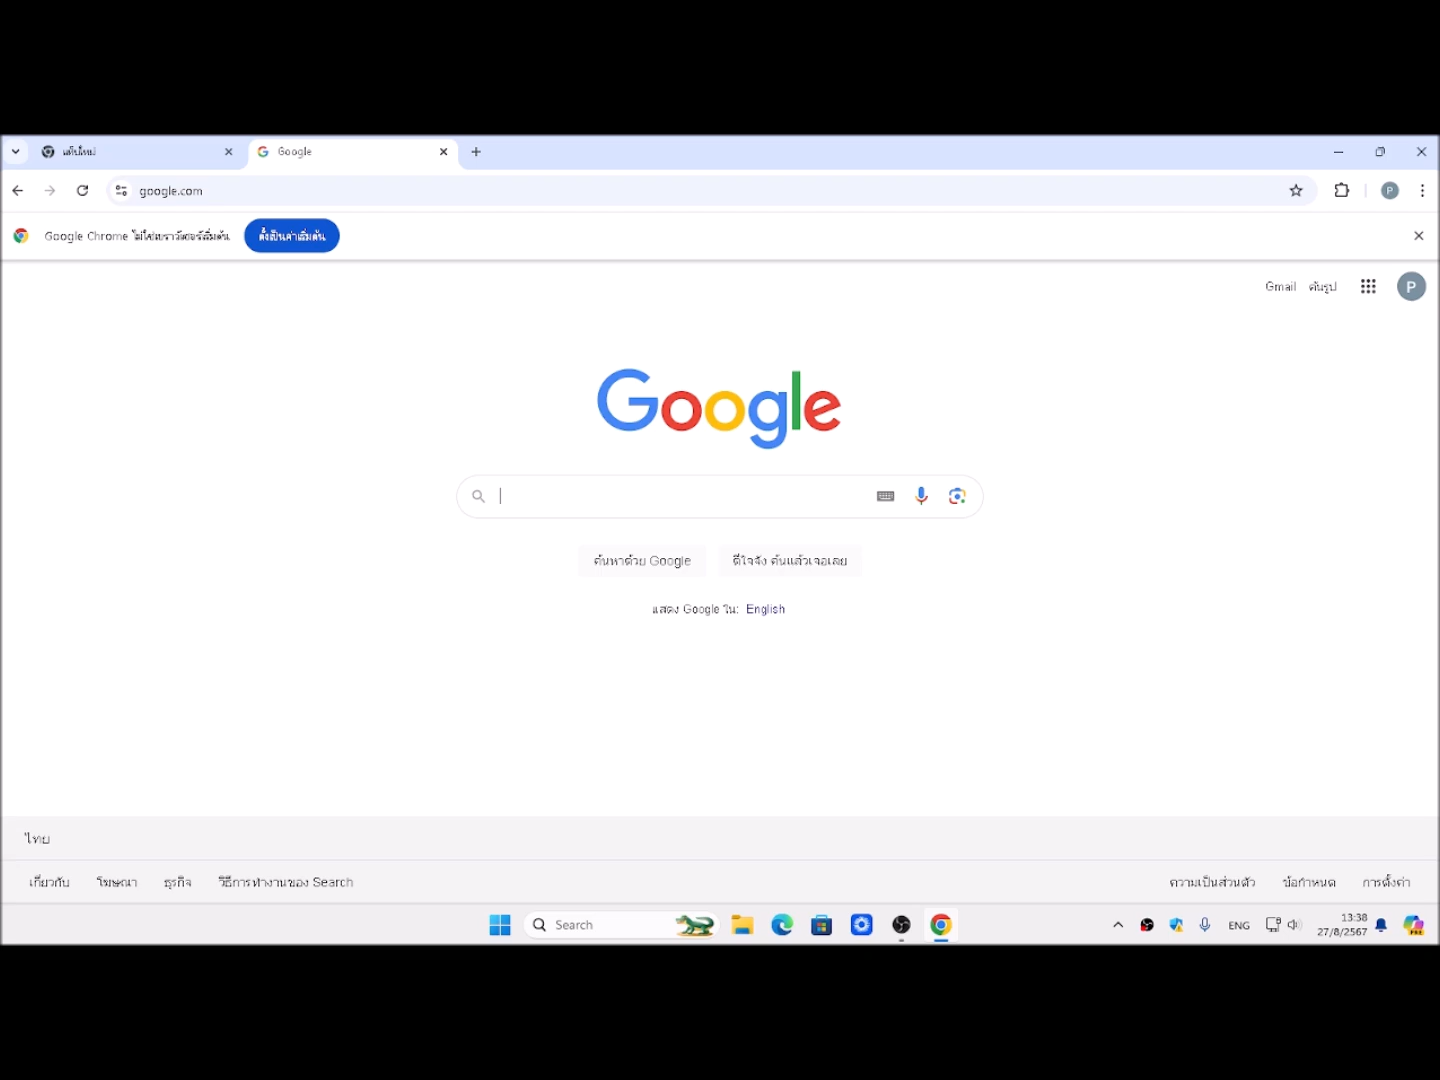 แท็บใหม่
Google
google.com
Google Chrome ไม่ใช่เบราว์เซอร์เริ่มต้น ตั้งเป็นค่าเริ่มต้น
P
Gmail ค้นรูป P
Google
ค้นหาด้วย Google ดีใจจัง ค้นแล้วเจอเลย
แสดง Google ใน: English
ไทย
เกี่ยวกับ โฆษณา ธุรกิจ วิธีการทำงานของ Search ความเป็นส่วนตัว ข้อกำหนด การตั้งค่า
Search ENG 13:38
27/8/2567
PRE